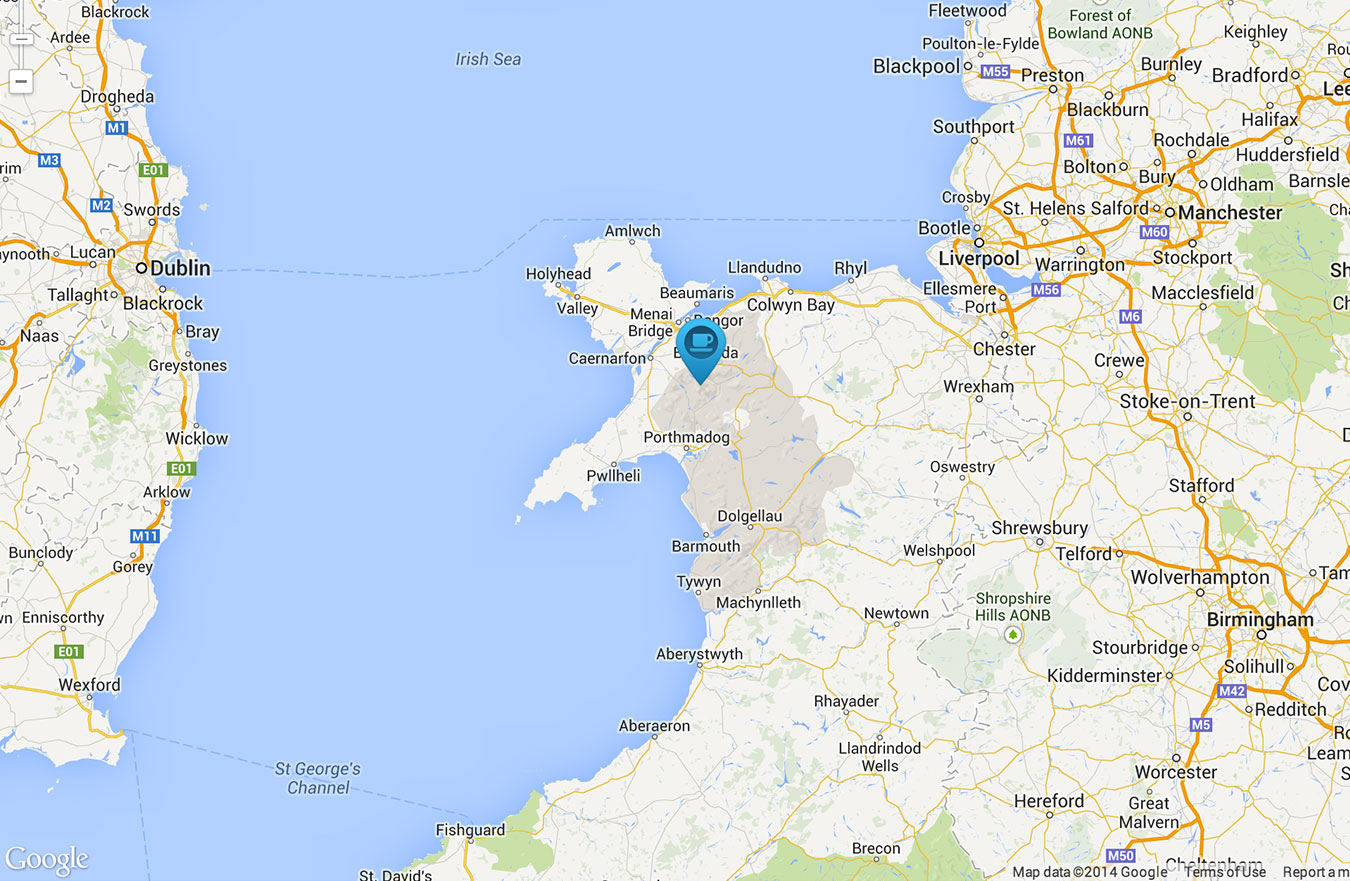 Blackrock
Ardee
Drogheda
M1
M3
E01
M2
Swords
Lucan
Dublin
Tallaght
Blackrock
Naas
Bray
Greystones
Wicklow
E01
Arklow
M11
Bunclody
Gorey
Enniscorthy
E01
Wexford
Irish Sea
St George's
Channel
Amlwch
Holyhead
Valley
Beaumaris
Menai
Bridge
Bangor
Llandudno
Rhyl
Colwyn Bay
Caernarfon
Porthmadog
Pwllheli
Dolgellau
Barmouth
Tywyn
Machynlleth
Aberystwyth
Aberaeron
Fishguard
St. David's
Rhayader
Llandrindod
Wells
Brecon
Newtown
Welshpool
Oswestry
Wrexham
Chester
Ellesmere
Port
M56
Fleetwood
Poulton-le-Fylde
Blackpool
M55
Preston
Forest of
Bowland AONB
Keighley
Burnley
Bradford
Blackburn
Halifax
Southport
M61
Rochdale
Huddersfield
Bolton
Bury
Oldham
Crosby
St. Helens
Salford
Manchester
Bootle
M60
Liverpool
Warrington
Stockport
Macclesfield
M6
Crewe
Stoke-on-Trent
Stafford
Shrewsbury
Telford
Wolverhampton
Shropshire
Hills AONB
Birmingham
Stourbridge
Solihull
Kidderminster
M42
Redditch
M5
Worcester
Hereford
Great
Malvern
M50
Cheltenham
Google
Map data ©2014 Google
Terms of Use
Report a m